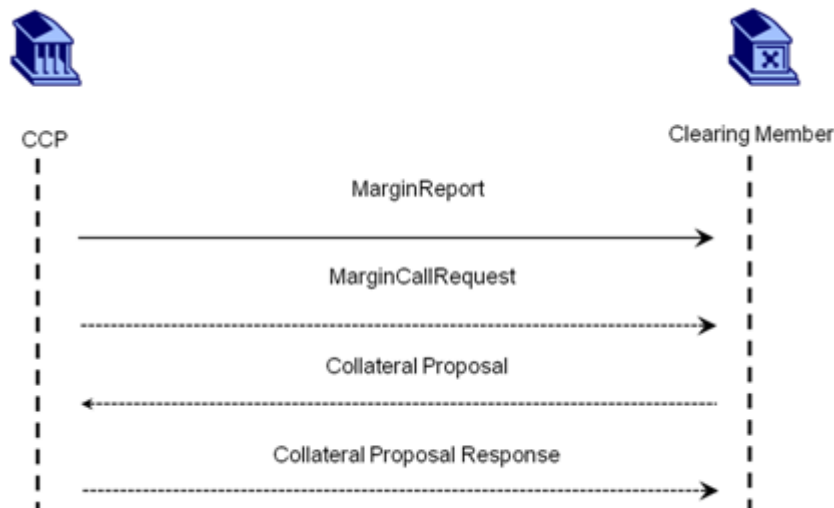 CCP
Clearing Member
MarginReport
MarginCallRequest
Collateral Proposal
Collateral Proposal Response